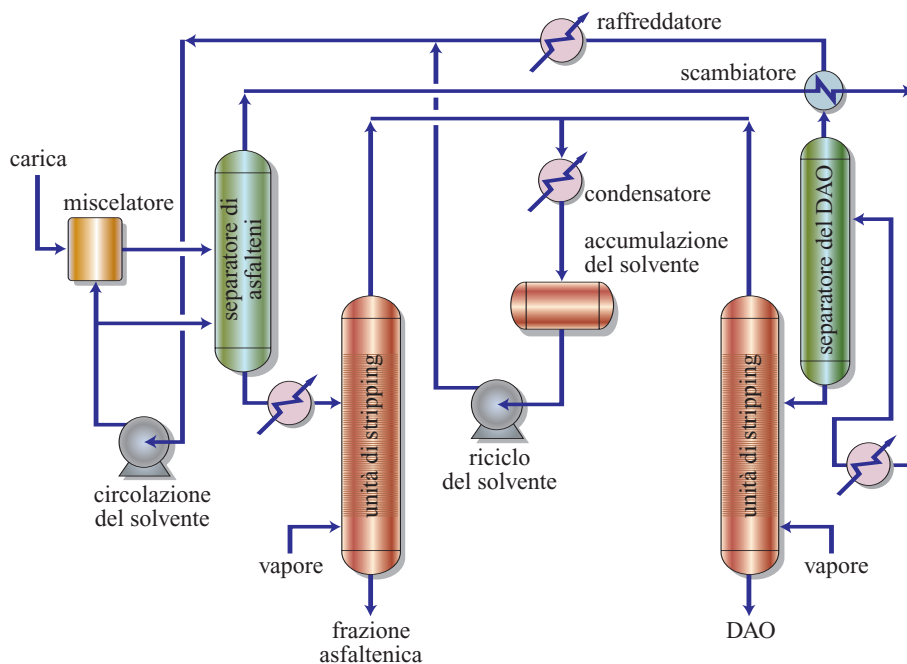 raffreddatore
scambiatore
carica
miscelatore
separatore di
asfalteni
condensatore
accumulazione
del solvente
separatore del DAO
unità di stripping
unità di stripping
circolazione
del solvente
riciclo
del solvente
vapore
vapore
frazione
asfaltenica
DAO